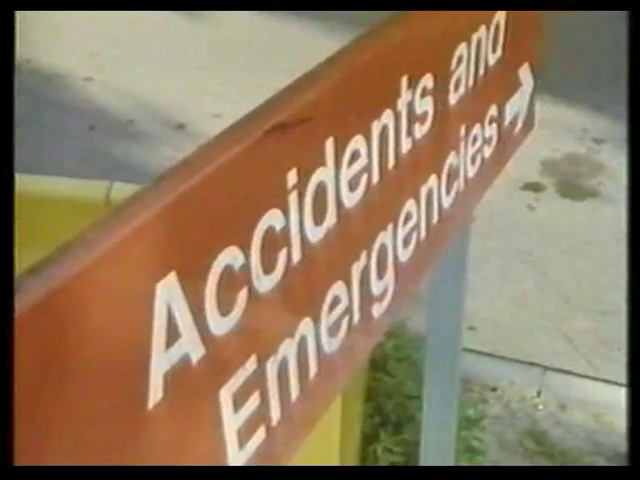 Accidents and
Emergencies →